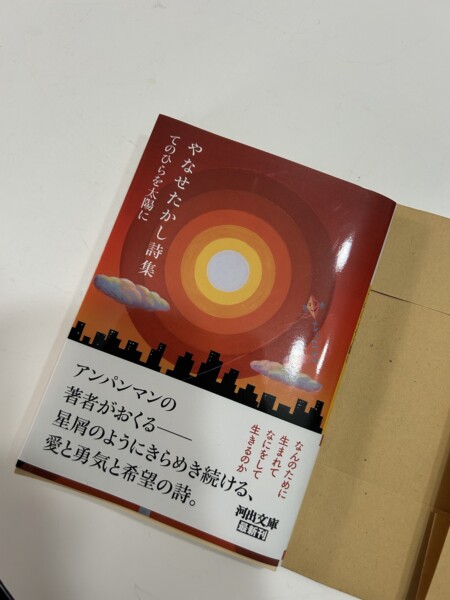 やなせたかし詩集
てのひらを太陽に
アンパンマンの
著者がおくる――
星屑のようにきらめき続ける、
愛と勇気と希望の詩。
なんのために
生まれて
なにをして
生きるのか
河出文庫
最新刊